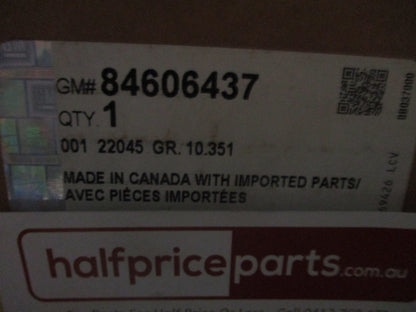 GM# 84606437
QTY. 1
001 22045 GR. 10.351
MADE IN CANADA WITH IMPORTED PARTS/
AVEC PIÈCES IMPORTÉES
halfpriceparts.com.au